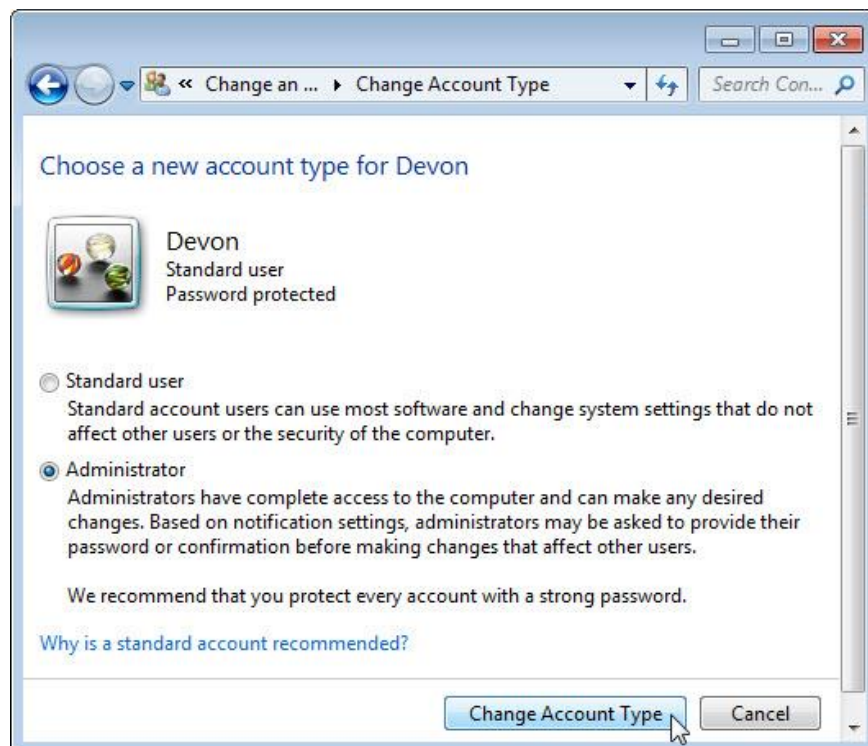 « Change an ... ▸ Change Account Type
Search Con...
Choose a new account type for Devon
Devon
Standard user
Password protected
Standard user
Standard account users can use most software and change system settings that do not
affect other users or the security of the computer.
Administrator
Administrators have complete access to the computer and can make any desired
changes. Based on notification settings, administrators may be asked to provide their
password or confirmation before making changes that affect other users.
We recommend that you protect every account with a strong password.
Why is a standard account recommended?
Change Account Type
Cancel